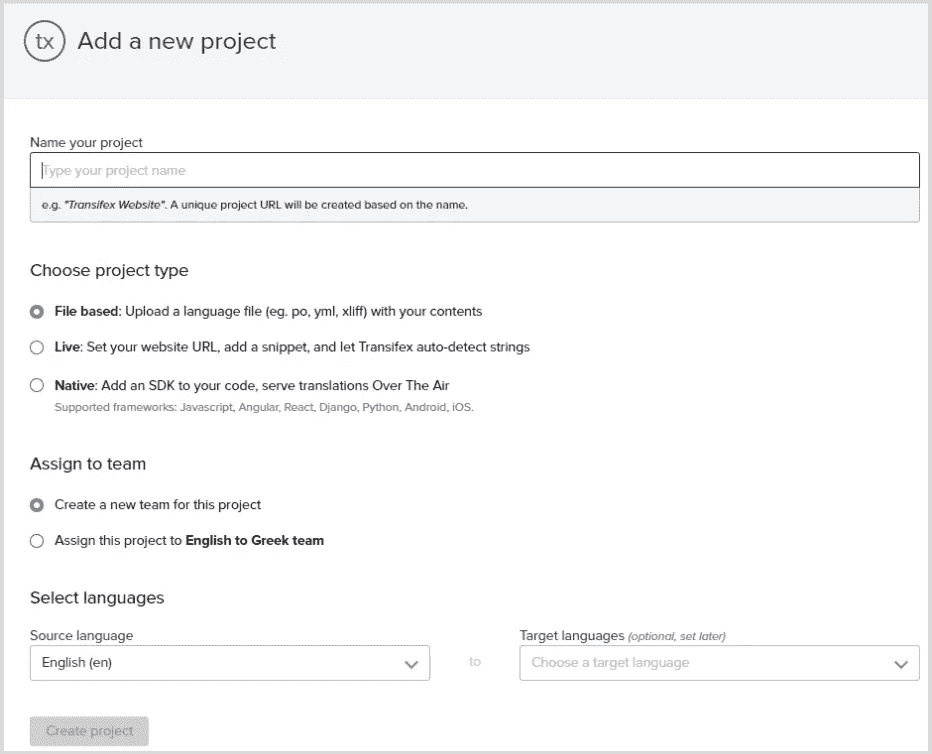 tx Add a new project
Name your project
Type your project name
e.g. "Transifex Website". A unique project URL will be created based on the name.
Choose project type
File based: Upload a language file (eg. po, yml, xliff) with your contents
Live: Set your website URL, add a snippet, and let Transifex auto-detect strings
Native: Add an SDK to your code, serve translations Over The Air
Supported frameworks: Javascript, Angular, React, Django, Python, Android, iOS.
Assign to team
Create a new team for this project
Assign this project to English to Greek team
Select languages
Source language
English (en)
to
Target languages (optional, set later)
Choose a target language
Create project